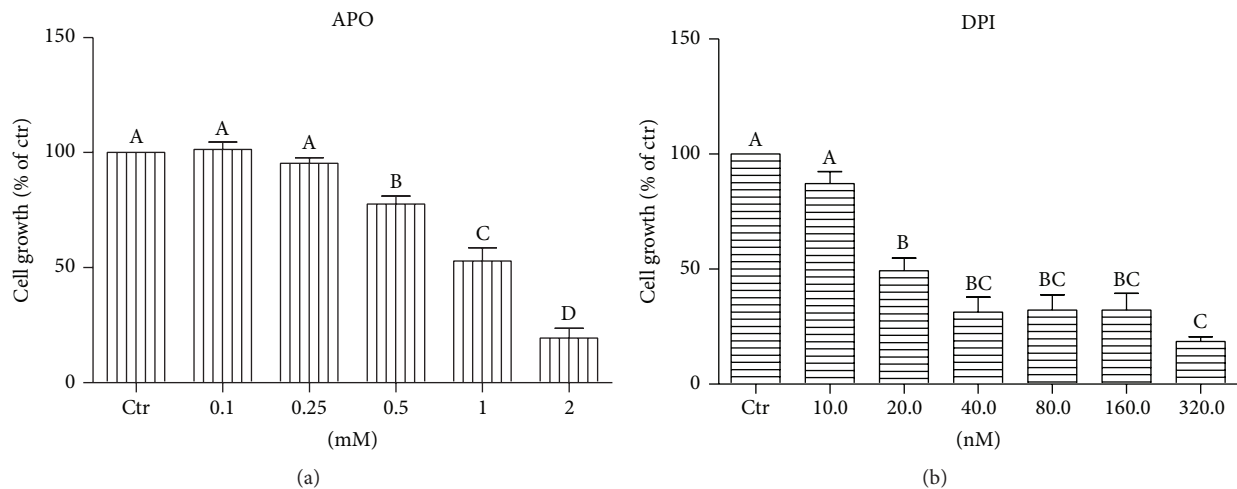 APO
150
100
50
0
Cell growth (% of ctr)
A
A
A
B
C
D
Ctr
0.1
0.25
0.5
1
2
(mM)
(a)
DPI
150
100
50
0
Cell growth (% of ctr)
A
A
B
BC
BC
BC
C
Ctr
10.0
20.0
40.0
80.0
160.0
320.0
(nM)
(b)